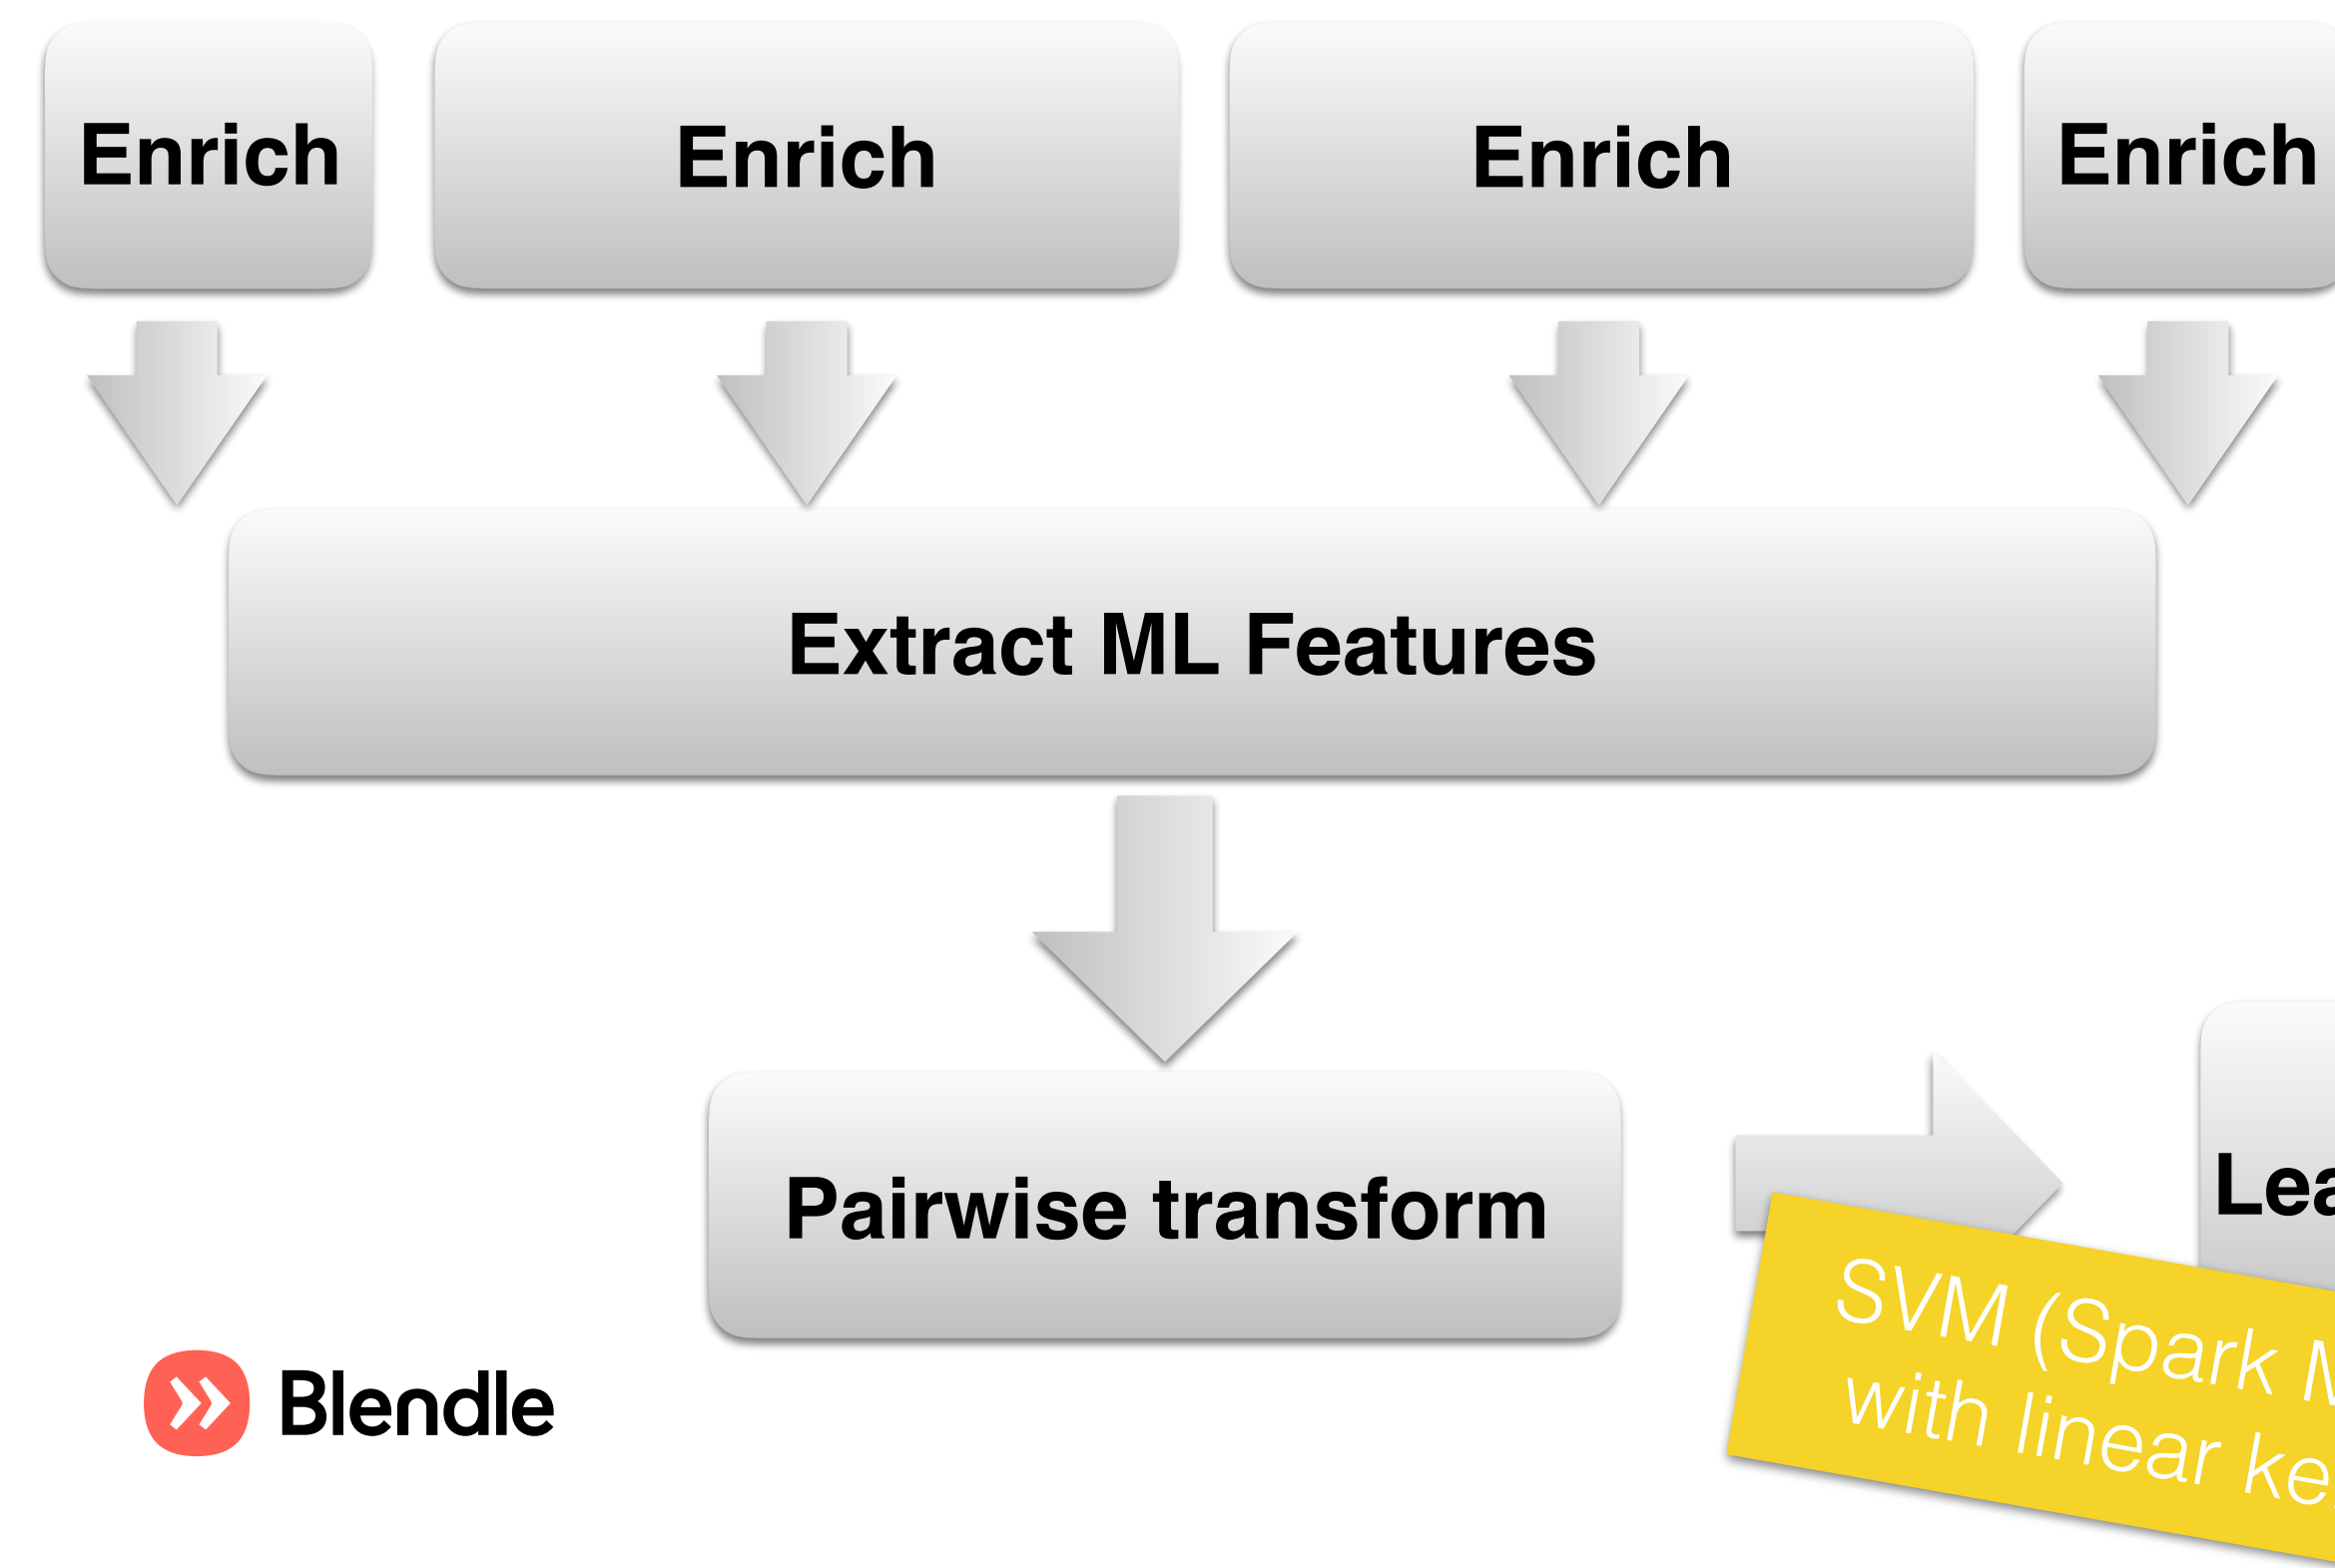 Enrich
Enrich
Enrich
Enrich
Extract ML Features
Pairwise transform
SVM (Spark
with linear
Blendle